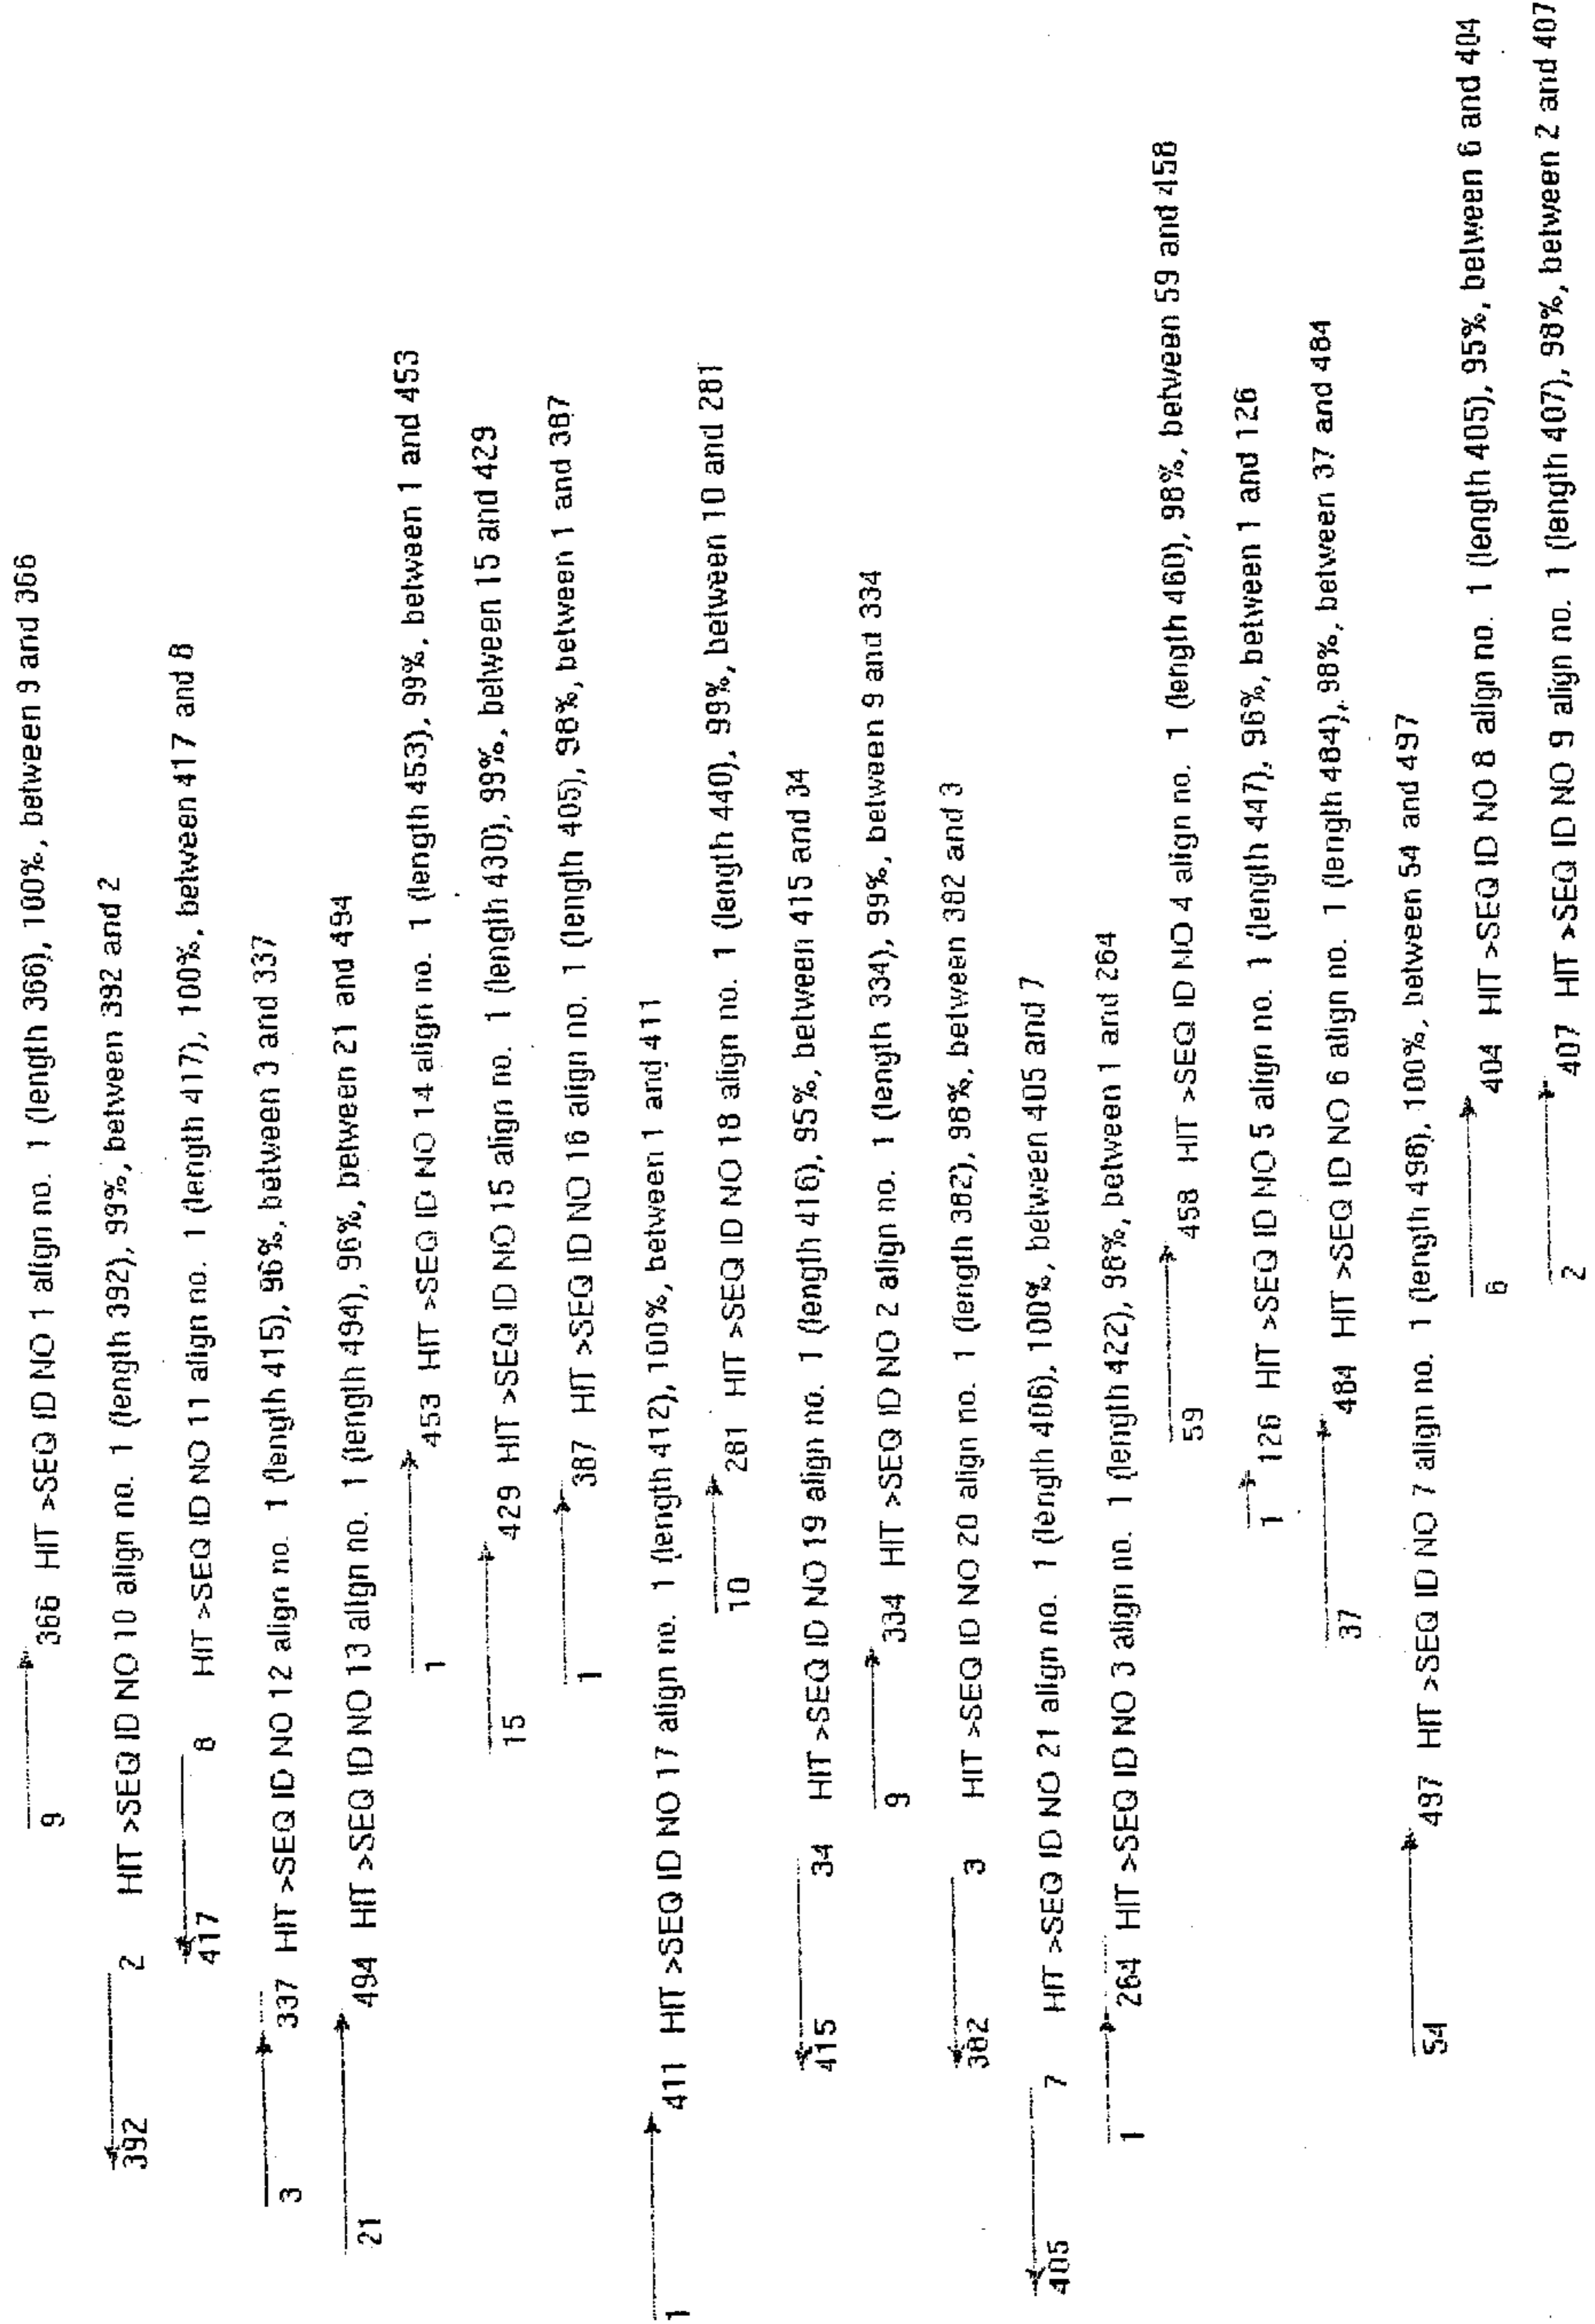 9 366 HIT >SEQ ID NO 1 align no. 1 (length 366), 100%, between 9 and 366
392 2 HIT >SEQ ID NO 10 align no. 1 (length 392), 99%, between 392 and 2
417 8 HIT >SEQ ID NO 11 align no. 1 (length 417), 100%, between 417 and 8
3 337 HIT >SEQ ID NO 12 align no. 1 (length 415), 96%, between 3 and 337
21 494 HIT >SEQ ID NO 13 align no. 1 (length 494), 96%, between 21 and 494
1 453 HIT >SEQ ID NO 14 align no. 1 (length 453), 99%, between 1 and 453
15 429 HIT >SEQ ID NO 15 align no. 1 (length 430), 99%, between 15 and 429
1 387 HIT >SEQ ID NO 16 align no. 1 (length 405), 98%, between 1 and 387
1 411 HIT >SEQ ID NO 17 align no. 1 (length 412), 100%, between 1 and 411
10 281 HIT >SEQ ID NO 18 align no. 1 (length 440), 99%, between 10 and 281
415 34 HIT >SEQ ID NO 19 align no. 1 (length 416), 95%, between 415 and 34
9 334 HIT >SEQ ID NO 2 align no. 1 (length 334), 99%, between 9 and 334
382 3 HIT >SEQ ID NO 20 align no. 1 (length 382), 98%, between 382 and 3
405 7 HIT >SEQ ID NO 21 align no. 1 (length 406), 100%, between 405 and 7
1 264 HIT >SEQ ID NO 3 align no. 1 (length 422), 98%, between 1 and 264
59 458 HIT >SEQ ID NO 4 align no. 1 (length 460), 98%, between 59 and 458
1 126 HIT >SEQ ID NO 5 align no. 1 (length 447), 96%, between 1 and 126
37 484 HIT >SEQ ID NO 6 align no. 1 (length 484), 98%, between 37 and 484
54 497 HIT >SEQ ID NO 7 align no. 1 (length 498), 100%, between 54 and 497
6 404 HIT >SEQ ID NO 8 align no. 1 (length 405), 95%, between 6 and 404
2 407 HIT >SEQ ID NO 9 align no. 1 (length 407), 98%, between 2 and 407